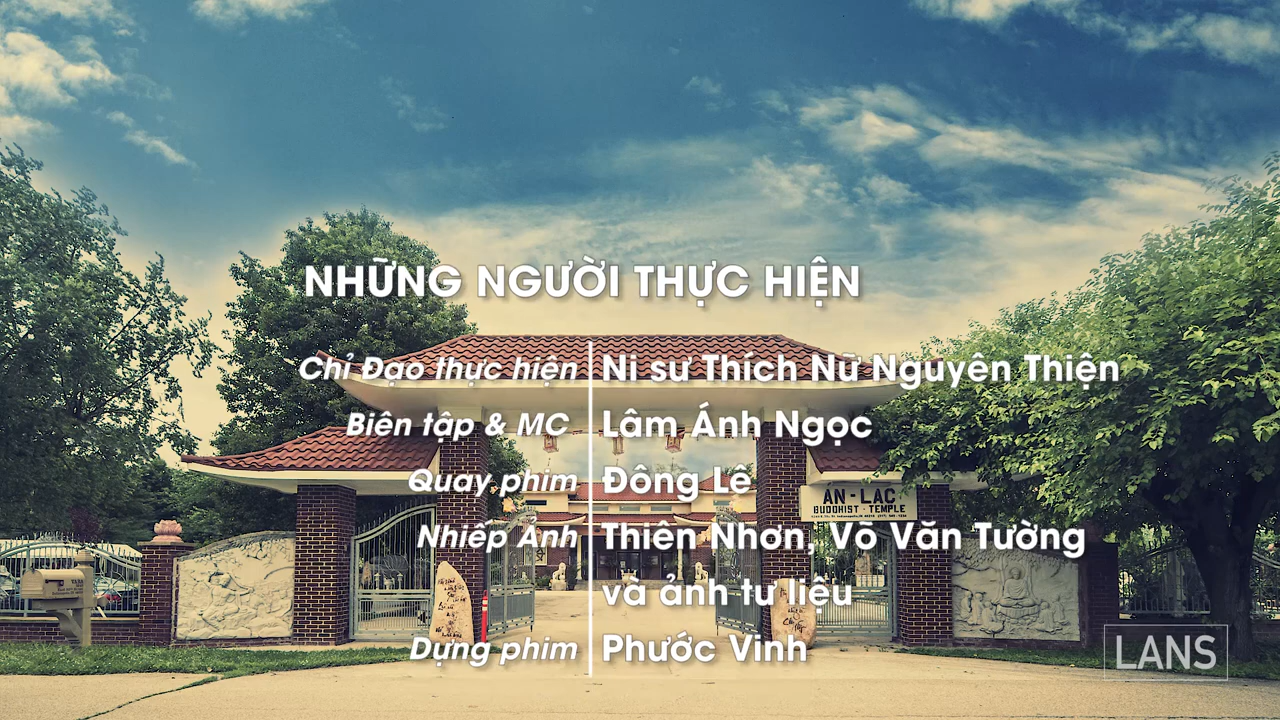 NHỮNG NGƯỜI THỰC HIỆN
Chỉ Đạo thực hiện Ni sư Thích Nữ Nguyên Thiện
Biên tập & MC Lâm Ánh Ngọc
Quay phim Đông Lê
Nhiếp Ảnh Thiên Nhơn, Võ Văn Tường
và ảnh tư liệu
Dựng phim Phước Vinh
AN - LAC
BUDDHIST - TEMPLE
LANS